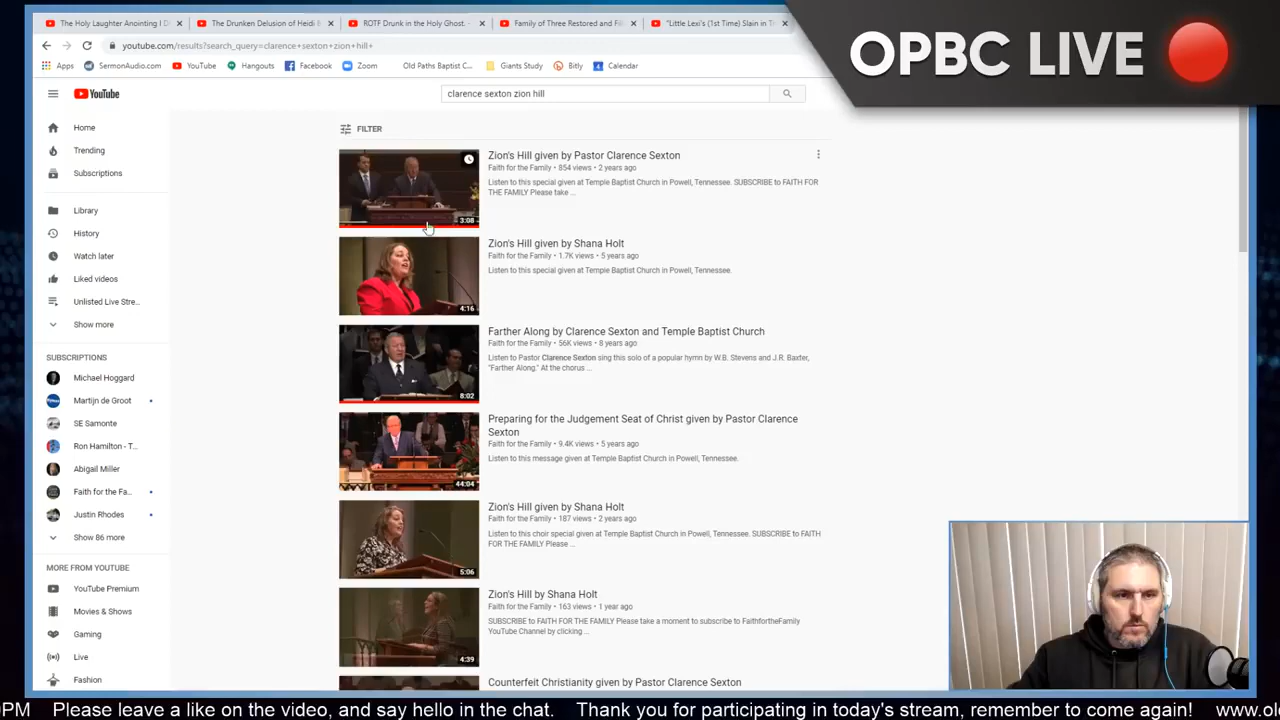 The Holy Laughter Anointing I D
The Drunken Delusion of Heidi B
ROTF Drunk in the Holy Ghost. -
Family of Three Restored and Fil
"Little Lexi's (1st Time) Slain in
OPBC LIVE
youtube.com/results?search_query=clarence+sexton+zion+hill+
Apps
SermonAudio.com
YouTube
Hangouts
Facebook
Zoom
Old Paths Baptist C...
Giants Study
Bitly
Calendar
YouTube
clarence sexton zion hill
Home
Trending
Subscriptions
Library
History
Watch later
Liked videos
Unlisted Live Stre...
Show more
SUBSCRIPTIONS
Michael Hoggard
Martijn de Groot
SE Samonte
Ron Hamilton - T...
Abigail Miller
Faith for the Fa...
Justin Rhodes
Show 86 more
MORE FROM YOUTUBE
YouTube Premium
Movies & Shows
Gaming
Live
Fashion
FILTER
3:08
Zion's Hill given by Pastor Clarence Sexton
Faith for the Family • 854 views • 2 years ago
Listen to this special given at Temple Baptist Church in Powell, Tennessee. SUBSCRIBE to FAITH FOR
THE FAMILY Please take ...
4:16
Zion's Hill given by Shana Holt
Faith for the Family • 1.7K views • 5 years ago
Listen to this special given at Temple Baptist Church in Powell, Tennessee.
8:02
Farther Along by Clarence Sexton and Temple Baptist Church
Faith for the Family • 56K views • 8 years ago
Listen to Pastor Clarence Sexton sing this solo of a popular hymn by W.B. Stevens and J.R. Baxter,
"Farther Along." At the chorus ...
44:04
Preparing for the Judgement Seat of Christ given by Pastor Clarence
Sexton
Faith for the Family • 9.4K views • 5 years ago
Listen to this message given at Temple Baptist Church in Powell, Tennessee.
5:06
Zion's Hill given by Shana Holt
Faith for the Family • 187 views • 2 years ago
Listen to this choir special given at Temple Baptist Church in Powell, Tennessee. SUBSCRIBE to FAITH
FOR THE FAMILY Please ...
4:39
Zion's Hill by Shana Holt
Faith for the Family • 163 views • 1 year ago
SUBSCRIBE to FAITH FOR THE FAMILY Please take a moment to subscribe to FaithfortheFamily
YouTube Channel by clicking ...
Counterfeit Christianity given by Pastor Clarence Sexton
PM Please leave a like on the video, and say hello in the chat. Thank you for participating in today's stream, remember to come again! www.ol